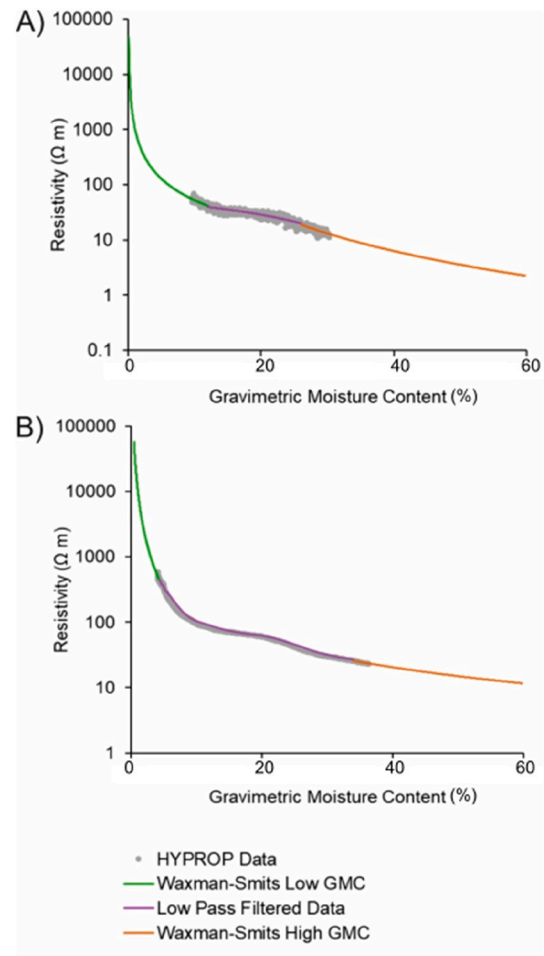 A)
100000
10000
1000
100
10
1
0.1
Resistivity (Ω m)
0 20 40 60
Gravimetric Moisture Content (%)
B)
100000
10000
1000
100
10
1
Resistivity (Ω m)
0 20 40 60
Gravimetric Moisture Content (%)
HYPROP Data
Waxman-Smits Low GMC
Low Pass Filtered Data
Waxman-Smits High GMC